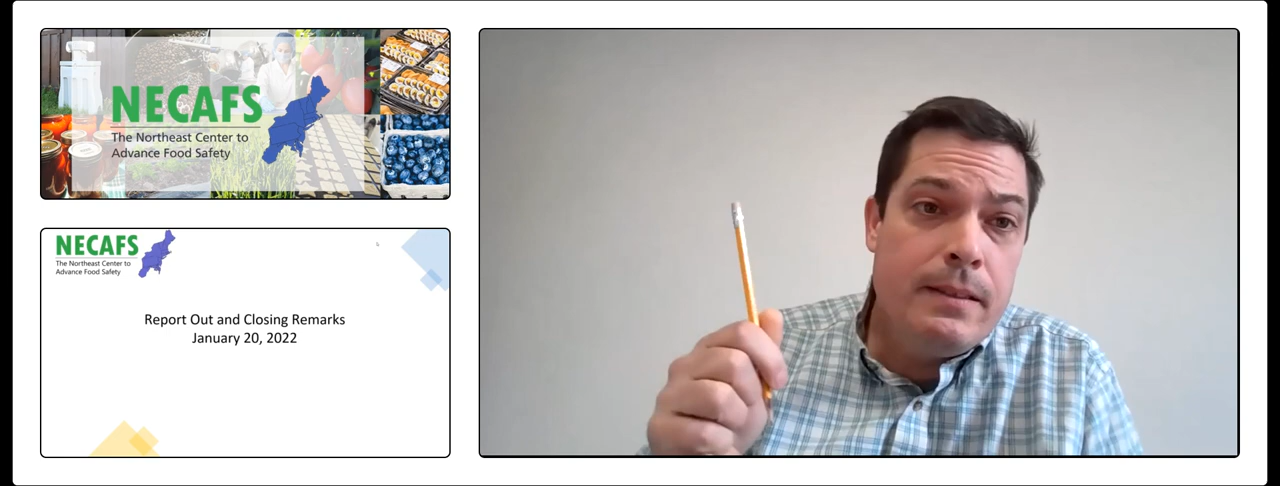 NECAFS
The Northeast Center to
Advance Food Safety
NECAFS
The Northeast Center to
Advance Food Safety
Report Out and Closing Remarks
January 20, 2022